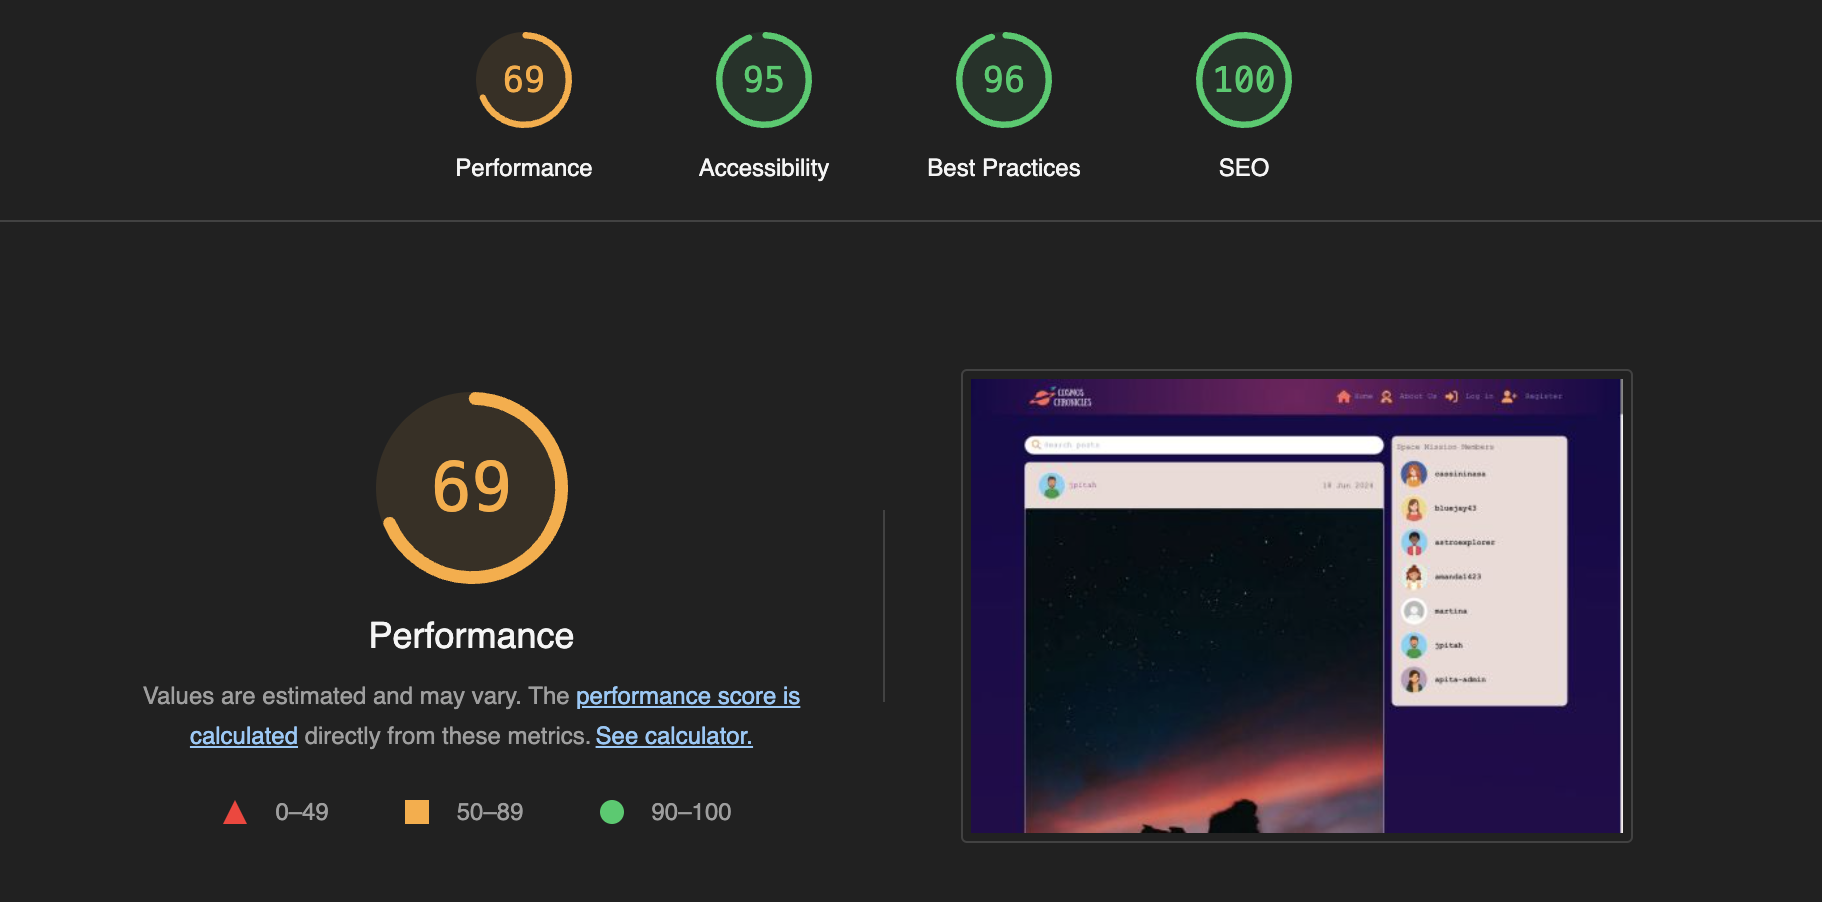 69
95
96
100
Performance
Accessibility
Best Practices
SEO
69
Performance
Values are estimated and may vary. The performance score is
calculated directly from these metrics. See calculator.
0–49
50–89
90–100
COSMOS
CHRONICLES
Home
About Us
Log in
Register
Search posts
jpitah
18 Jun 2024
Space Mission Members
cassininasa
bluejay43
astroexplorer
amanda1423
martina
jpitah
apita-admin